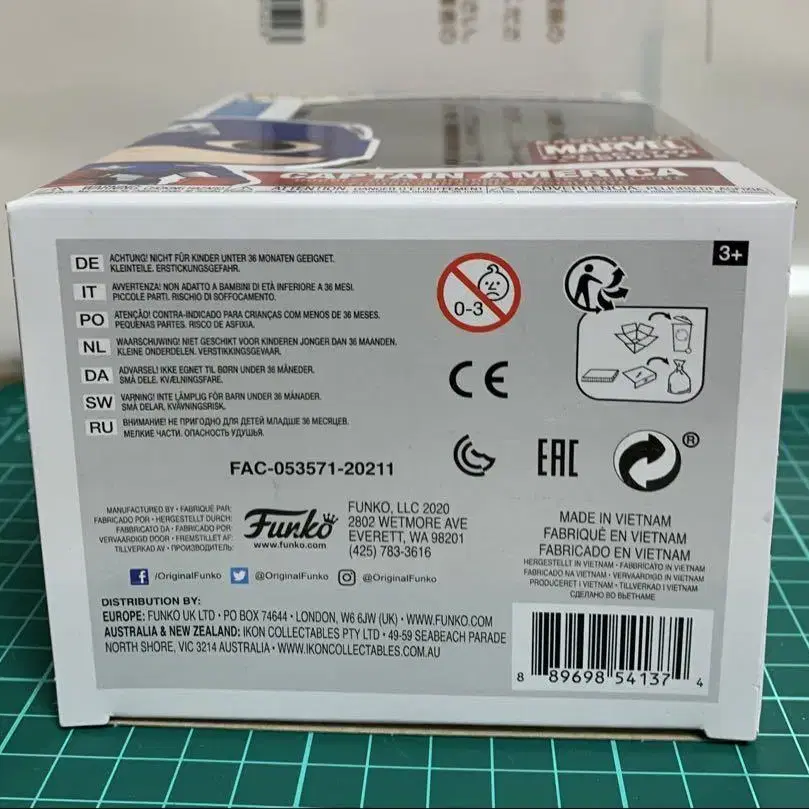 MARVEL
CAPTAIN AMERICA
WARNING: CHOKING HAZARD
ATTENTION: DANGER D'ÉTOUFFEMENT
ADVERTENCIA: PELIGRO DE ASFIXIA
3+
DE ACHTUNG! NICHT FÜR KINDER UNTER 36 MONATEN GEEIGNET.
KLEINTEILE. ERSTICKUNGSGEFAHR.
IT AVVERTENZA! NON ADATTO A BAMBINI DI ETÀ INFERIORE A 36 MESI.
PICCOLE PARTI. RISCHIO DI SOFFOCAMENTO.
PO ATENÇÃO! CONTRA-INDICADO PARA CRIANÇAS COM MENOS DE 36 MESES.
PEQUENAS PARTES. RISCO DE ASFIXIA.
NL WAARSCHUWING! NIET GESCHIKT VOOR KINDEREN JONGER DAN 36 MAANDEN.
KLEINE ONDERDELEN. VERSTIKKINGSGEVAAR.
DA ADVARSEL! IKKE EGNET TIL BØRN UNDER 36 MÅNEDER.
SMÅ DELE. KVÆLNINGSFARE.
SW VARNING! INTE LÄMPLIG FÖR BARN UNDER 36 MÅNADER.
SMÅ DELAR. KVÄVNINGSRISK.
RU ВНИМАНИЕ! НЕ ПРИГОДНО ДЛЯ ДЕТЕЙ МЛАДШЕ 36 МЕСЯЦЕВ.
МЕЛКИЕ ЧАСТИ. ОПАСНОСТЬ УДУШЬЯ.
0-3
CE
EAC
®
FAC-053571-20211
MANUFACTURED BY • FABRIQUÉ PAR:
FABRICADO POR • HERGESTELLT DURCH:
FABBRICATO DA • FABRICADO POR:
VERVAARDIGD DOOR • FREMSTILLET AF:
TILLVERKAD AV • ПРОИЗВОДИТЕЛЬ:
Funko
www.funko.com
FUNKO, LLC 2020
2802 WETMORE AVE
EVERETT, WA 98201
(425) 783-3616
MADE IN VIETNAM
FABRIQUÉ EN VIETNAM
FABRICADO EN VIETNAM
HERGESTELLT IN VIETNAM • FABBRICATO IN VIETNAM
FABRICADO NA VIETNAM • VERVAARDIGD IN VIETNAM
PRODUCERET I VIETNAM • TILLVERKAD I VIETNAM
СДЕЛАНО ВО ВЬЕТНАМЕ
/OriginalFunko @OriginalFunko @OriginalFunko
DISTRIBUTION BY:
EUROPE: FUNKO UK LTD • PO BOX 74644 • LONDON, W6 6JW (UK) • WWW.FUNKO.COM
AUSTRALIA & NEW ZEALAND: IKON COLLECTABLES PTY LTD • 49-59 SEABEACH PARADE
NORTH SHORE, VIC 3214 AUSTRALIA • WWW.IKONCOLLECTABLES.COM.AU
8 89698 54137 4